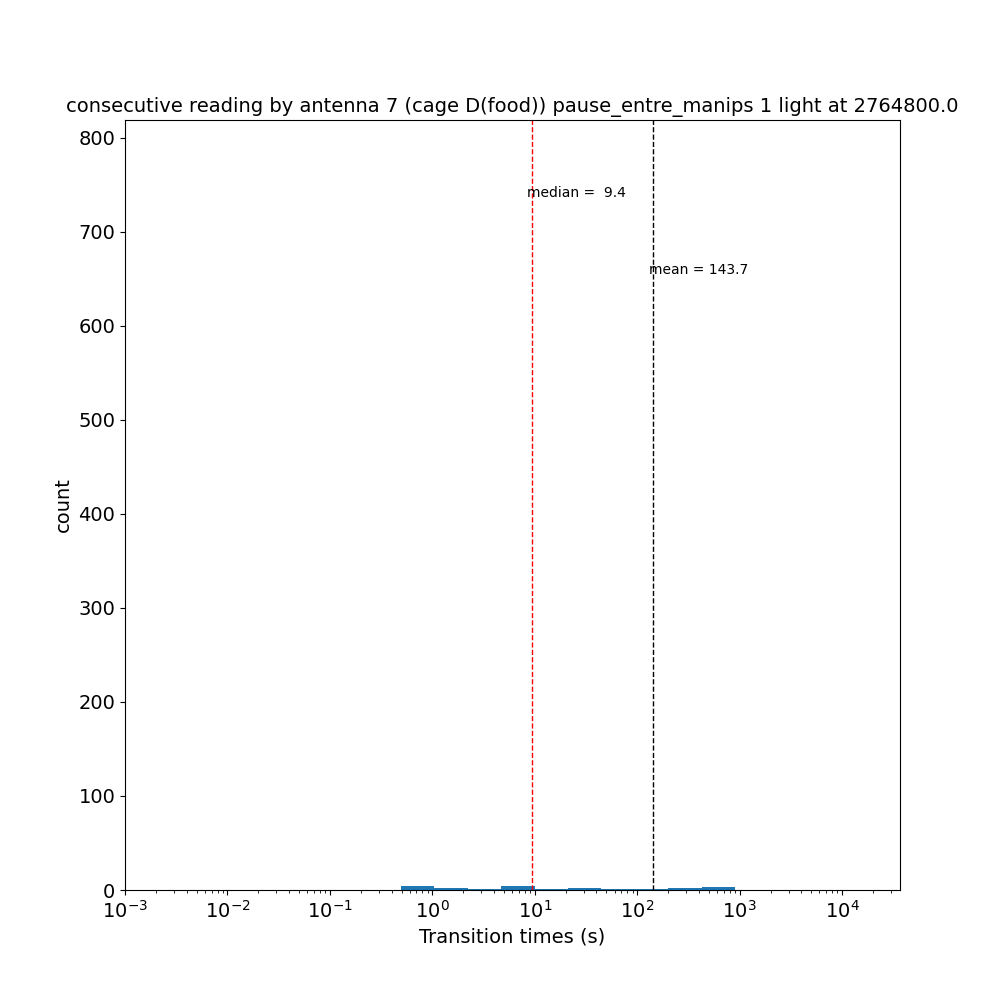 consecutive reading by antenna 7 (cage D(food)) pause_entre_manips 1 light at 2764800.0
800
median =  9.4
700
mean = 143.7
600
500
400
count
300
200
100
0
10⁻³ 10⁻² 10⁻¹ 10⁰ 10¹ 10² 10³ 10⁴
Transition times (s)